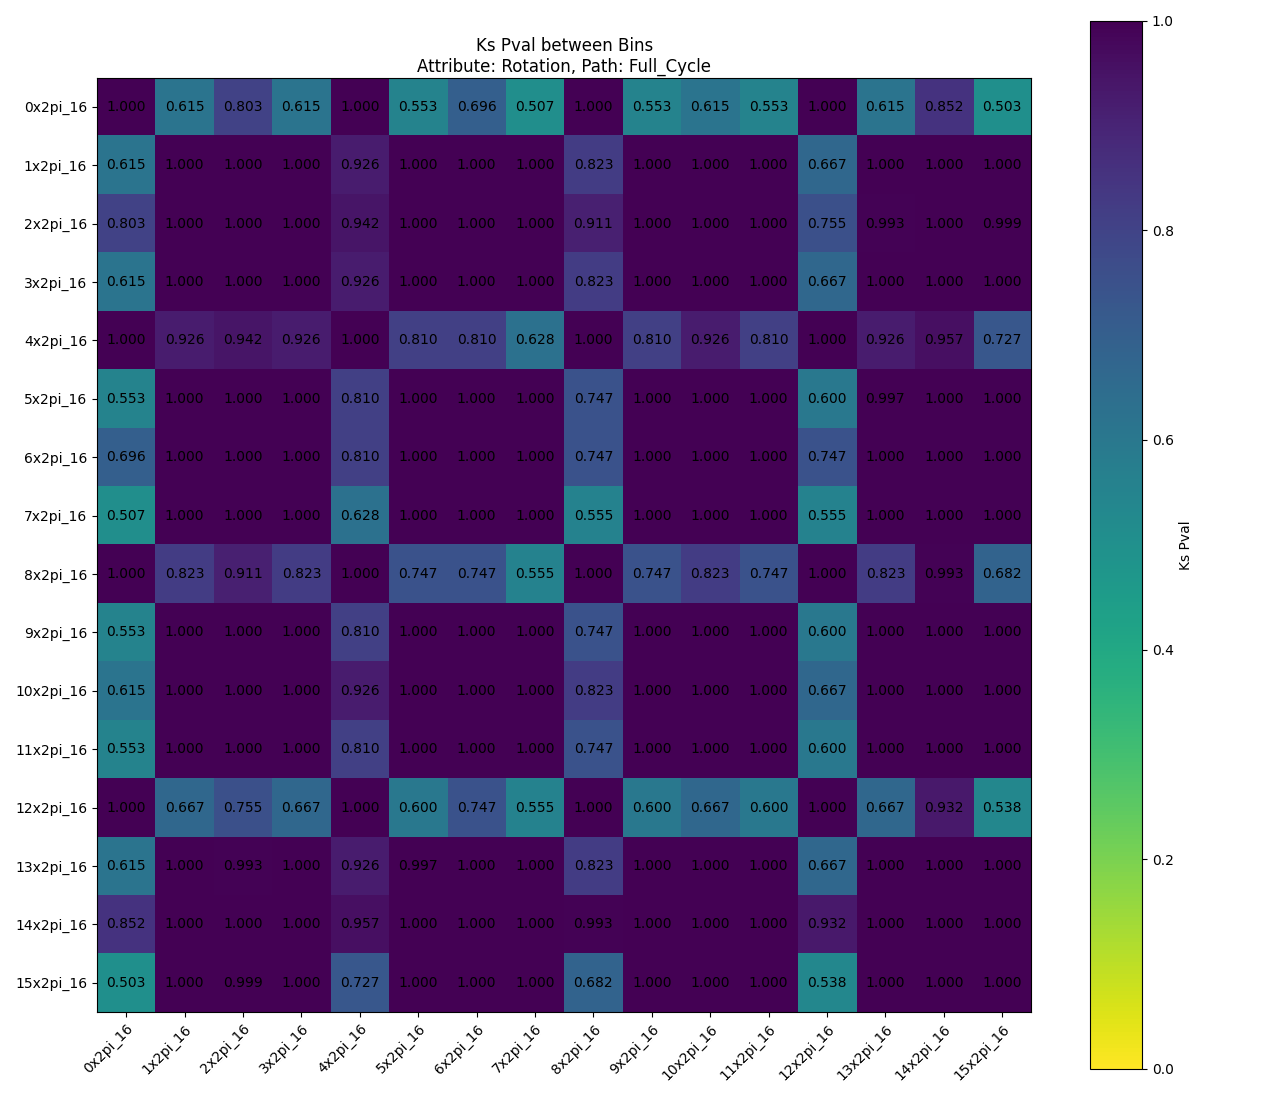 Ks Pval between Bins
Attribute: Rotation, Path: Full_Cycle
0x2pi_16 1.000 0.615 0.803 0.615 1.000 0.553 0.696 0.507 1.000 0.553 0.615 0.553 1.000 0.615 0.852 0.503
1x2pi_16 0.615 1.000 1.000 1.000 0.926 1.000 1.000 1.000 0.823 1.000 1.000 1.000 0.667 1.000 1.000 1.000
2x2pi_16 0.803 1.000 1.000 1.000 0.942 1.000 1.000 1.000 0.911 1.000 1.000 1.000 0.755 0.993 1.000 0.999
3x2pi_16 0.615 1.000 1.000 1.000 0.926 1.000 1.000 1.000 0.823 1.000 1.000 1.000 0.667 1.000 1.000 1.000
4x2pi_16 1.000 0.926 0.942 0.926 1.000 0.810 0.810 0.628 1.000 0.810 0.926 0.810 1.000 0.926 0.957 0.727
5x2pi_16 0.553 1.000 1.000 1.000 0.810 1.000 1.000 1.000 0.747 1.000 1.000 1.000 0.600 0.997 1.000 1.000
6x2pi_16 0.696 1.000 1.000 1.000 0.810 1.000 1.000 1.000 0.747 1.000 1.000 1.000 0.747 1.000 1.000 1.000
7x2pi_16 0.507 1.000 1.000 1.000 0.628 1.000 1.000 1.000 0.555 1.000 1.000 1.000 0.555 1.000 1.000 1.000
8x2pi_16 1.000 0.823 0.911 0.823 1.000 0.747 0.747 0.555 1.000 0.747 0.823 0.747 1.000 0.823 0.993 0.682
9x2pi_16 0.553 1.000 1.000 1.000 0.810 1.000 1.000 1.000 0.747 1.000 1.000 1.000 0.600 1.000 1.000 1.000
10x2pi_16 0.615 1.000 1.000 1.000 0.926 1.000 1.000 1.000 0.823 1.000 1.000 1.000 0.667 1.000 1.000 1.000
11x2pi_16 0.553 1.000 1.000 1.000 0.810 1.000 1.000 1.000 0.747 1.000 1.000 1.000 0.600 1.000 1.000 1.000
12x2pi_16 1.000 0.667 0.755 0.667 1.000 0.600 0.747 0.555 1.000 0.600 0.667 0.600 1.000 0.667 0.932 0.538
13x2pi_16 0.615 1.000 0.993 1.000 0.926 0.997 1.000 1.000 0.823 1.000 1.000 1.000 0.667 1.000 1.000 1.000
14x2pi_16 0.852 1.000 1.000 1.000 0.957 1.000 1.000 1.000 0.993 1.000 1.000 1.000 0.932 1.000 1.000 1.000
15x2pi_16 0.503 1.000 0.999 1.000 0.727 1.000 1.000 1.000 0.682 1.000 1.000 1.000 0.538 1.000 1.000 1.000
0x2pi_16 1x2pi_16 2x2pi_16 3x2pi_16 4x2pi_16 5x2pi_16 6x2pi_16 7x2pi_16 8x2pi_16 9x2pi_16 10x2pi_16 11x2pi_16 12x2pi_16 13x2pi_16 14x2pi_16 15x2pi_16
1.0
0.8
0.6
0.4
0.2
0.0
Ks Pval